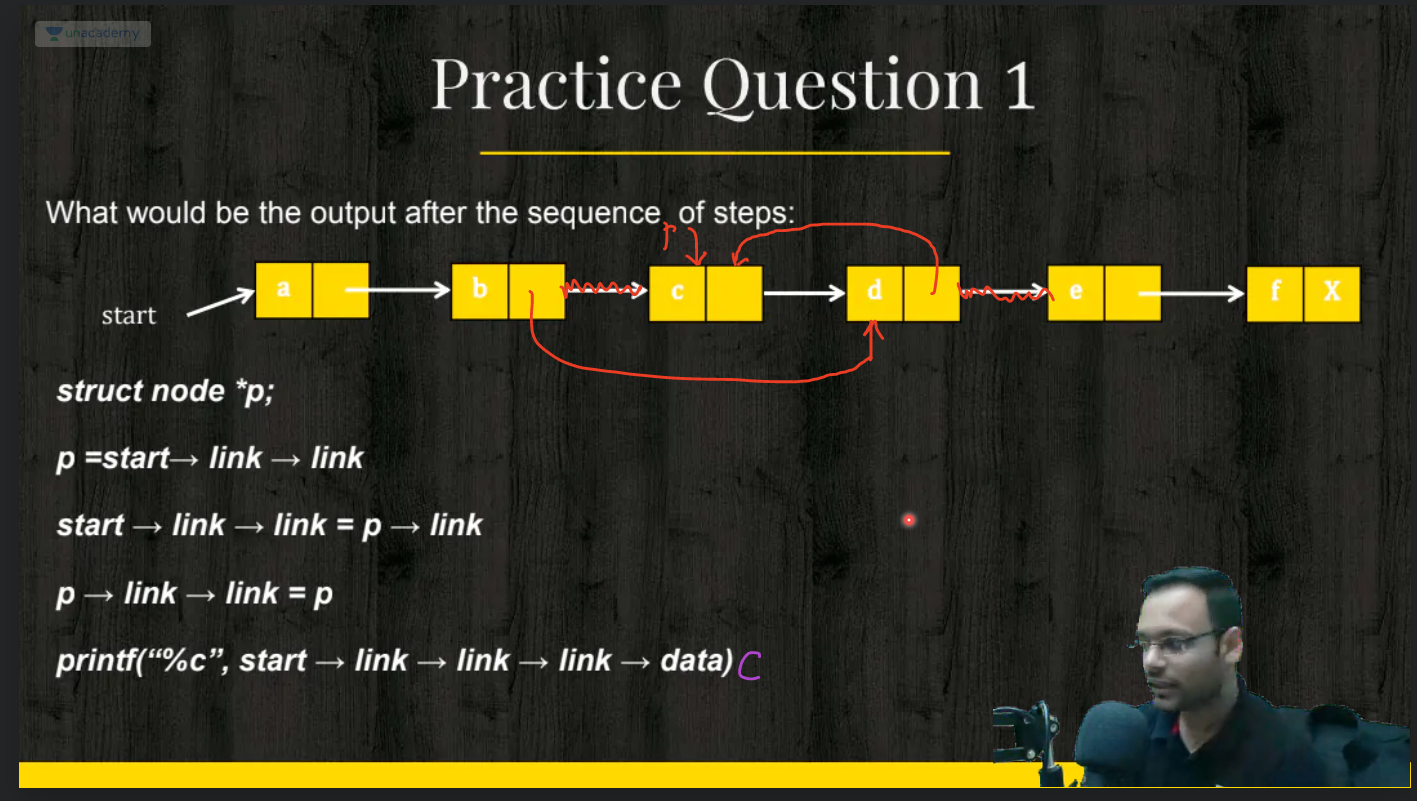 unacademy
Practice Question 1
What would be the output after the sequence of steps:
p
a b c d e f X
start
struct node *p;
p =start→ link → link
start → link → link = p → link
p → link → link = p
printf(“%c”, start → link → link → link → data) C